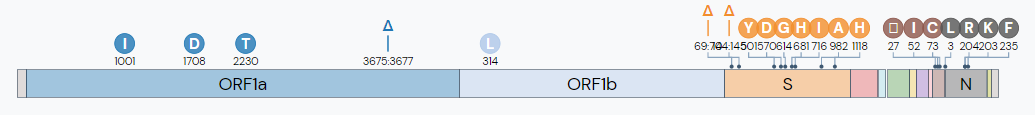 Δ Δ
I D T Δ L Y D G H I A H □ I C L R K F
1001 1708 2230 3675:3677 314 69:70 144:145 501 570 614 681 716 982 1118 27 52 73 3 204 203 235
ORF1a ORF1b S N